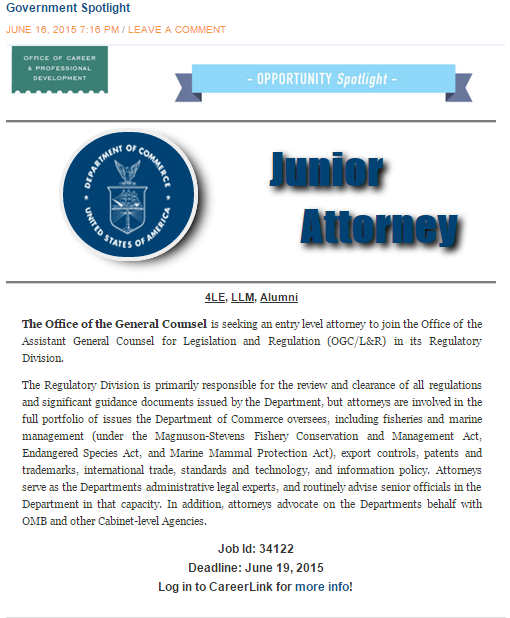 Government Spotlight
JUNE 16, 2015 7:16 PM / LEAVE A COMMENT
OFFICE OF CAREER
& PROFESSIONAL
DEVELOPMENT
– OPPORTUNITY Spotlight –
DEPARTMENT OF COMMERCE
UNITED STATES OF AMERICA
Junior
Attorney
4LE, LLM, Alumni
The Office of the General Counsel is seeking an entry level attorney to join the Office of the
Assistant General Counsel for Legislation and Regulation (OGC/L&R) in its Regulatory
Division.
The Regulatory Division is primarily responsible for the review and clearance of all regulations
and significant guidance documents issued by the Department, but attorneys are involved in the
full portfolio of issues the Department of Commerce oversees, including fisheries and marine
management (under the Magnuson-Stevens Fishery Conservation and Management Act,
Endangered Species Act, and Marine Mammal Protection Act), export controls, patents and
trademarks, international trade, standards and technology, and information policy. Attorneys
serve as the Departments administrative legal experts, and routinely advise senior officials in the
Department in that capacity. In addition, attorneys advocate on the Departments behalf with
OMB and other Cabinet-level Agencies.
Job Id: 34122
Deadline: June 19, 2015
Log in to CareerLink for more info!